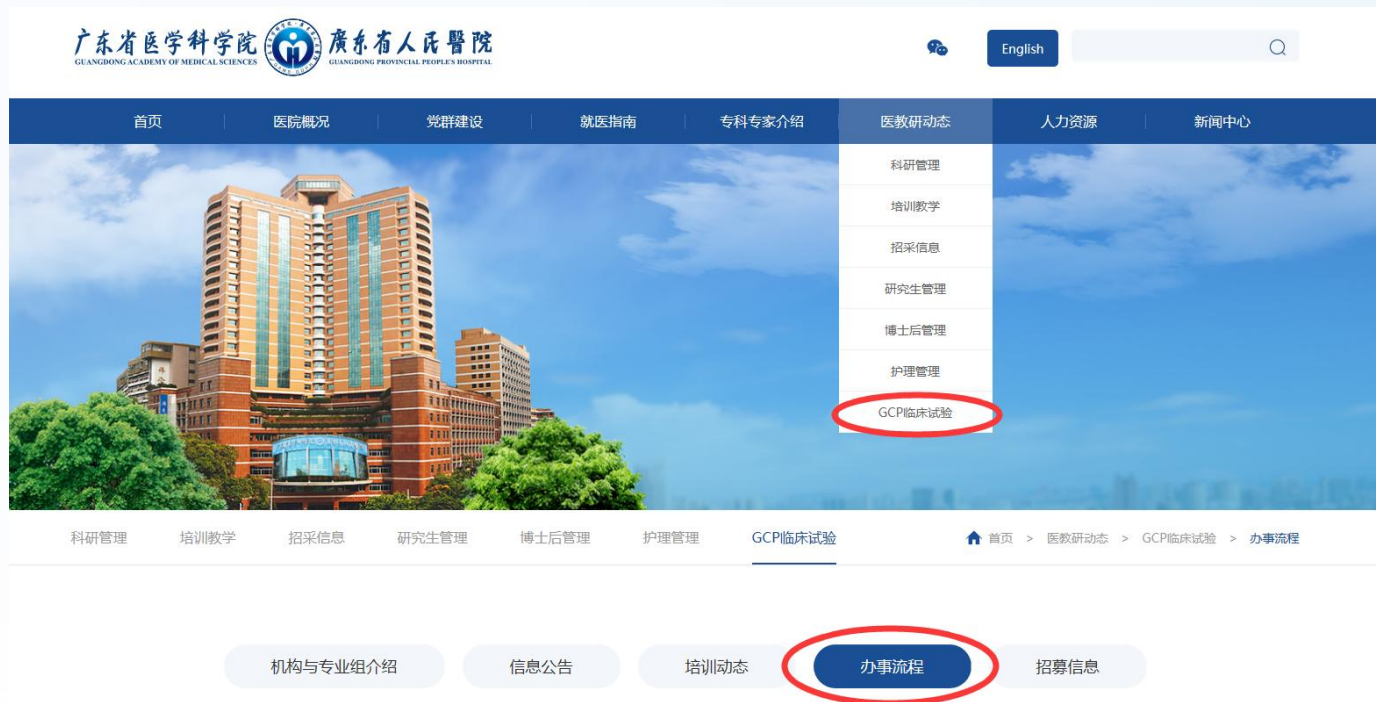 广东省医学科学院
GUANGDONG ACADEMY OF MEDICAL SCIENCES
廣东省人民醫院
GUANGDONG PROVINCIAL PEOPLE'S HOSPITAL
English
首页 医院概况 党群建设 就医指南 专科专家介绍 医教研动态 人力资源 新闻中心
科研管理
培训教学
招采信息
研究生管理
博士后管理
护理管理
GCP临床试验
科研管理 培训教学 招采信息 研究生管理 博士后管理 护理管理 GCP临床试验 首页 > 医教研动态 > GCP临床试验 > 办事流程
机构与专业组介绍 信息公告 培训动态 办事流程 招募信息